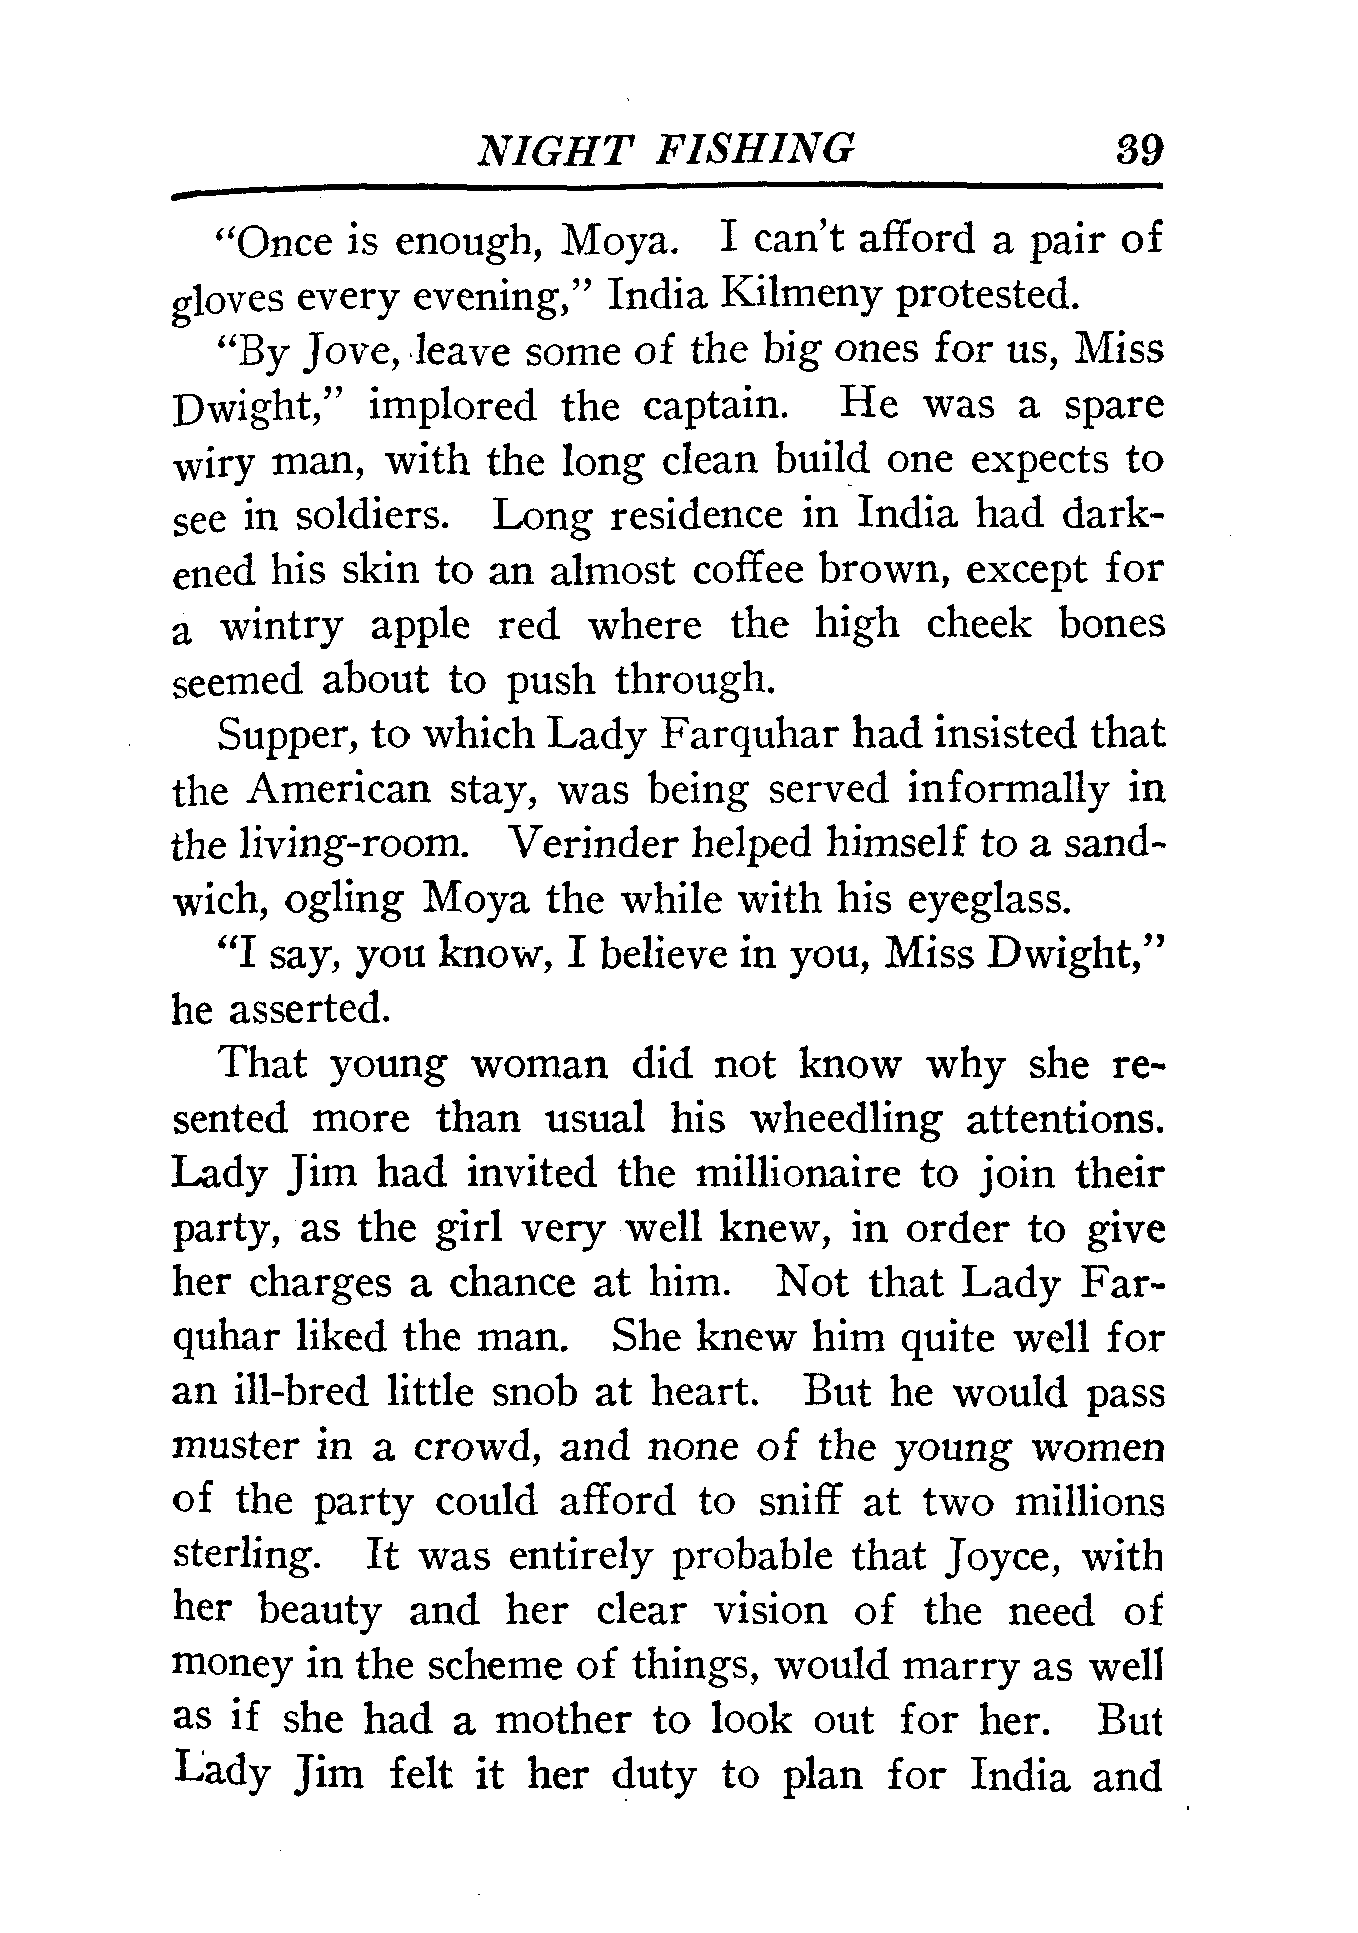 NIGHT FISHING 39
"Once is enough, Moya. I can't afford a pair of
gloves every evening," India Kilmeny protested.
"By Jove, leave some of the big ones for us, Miss
Dwight," implored the captain. He was a spare
wiry man, with the long clean build one expects to
see in soldiers. Long residence in India had dark-
ened his skin to an almost coffee brown, except for
a wintry apple red where the high cheek bones
seemed about to push through.
Supper, to which Lady Farquhar had insisted that
the American stay, was being served informally in
the living-room. Verinder helped himself to a sand-
wich, ogling Moya the while with his eyeglass.
"I say, you know, I believe in you, Miss Dwight,"
he asserted.
That young woman did not know why she re-
sented more than usual his wheedling attentions.
Lady Jim had invited the millionaire to join their
party, as the girl very well knew, in order to give
her charges a chance at him. Not that Lady Far-
quhar liked the man. She knew him quite well for
an ill-bred little snob at heart. But he would pass
muster in a crowd, and none of the young women
of the party could afford to sniff at two millions
sterling. It was entirely probable that Joyce, with
her beauty and her clear vision of the need of
money in the scheme of things, would marry as well
as if she had a mother to look out for her. But
Lady Jim felt it her duty to plan for India and